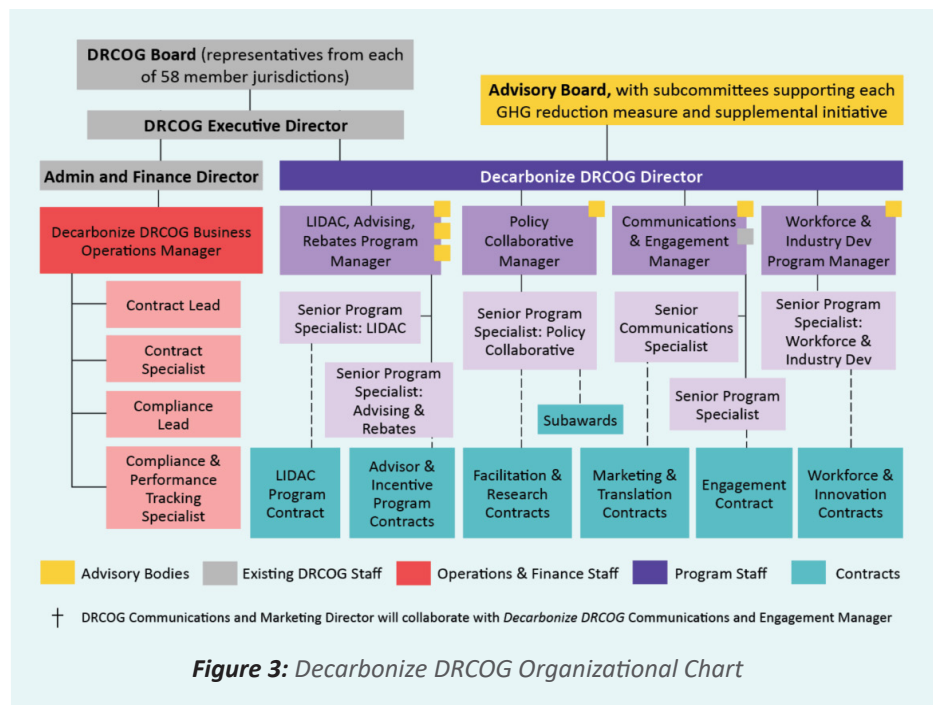 DRCOG Board (representatives from each
of 58 member jurisdictions)
Advisory Board, with subcommittees supporting each
GHG reduction measure and supplemental initiative
DRCOG Executive Director
Admin and Finance Director
Decarbonize DRCOG Director
Decarbonize DRCOG Business
Operations Manager
LIDAC, Advising,
Rebates Program
Manager
Policy
Collaborative
Manager
Communications
& Engagement
Manager
Workforce &
Industry Dev
Program Manager
Contract Lead
Contract
Specialist
Compliance
Lead
Compliance &
Performance
Tracking
Specialist
Senior Program
Specialist: LIDAC
Senior Program
Specialist:
Advising &
Rebates
Senior Program
Specialist: Policy
Collaborative
Subawards
Senior
Communications
Specialist
Senior Program
Specialist
Senior Program
Specialist:
Workforce &
Industry Dev
LIDAC
Program
Contract
Advisor &
Incentive
Program
Contracts
Facilitation &
Research
Contracts
Marketing &
Translation
Contracts
Engagement
Contract
Workforce &
Innovation
Contracts
Advisory Bodies
Existing DRCOG Staff
Operations & Finance Staff
Program Staff
Contracts
† DRCOG Communications and Marketing Director will collaborate with Decarbonize DRCOG Communications and Engagement Manager
Figure 3: Decarbonize DRCOG Organizational Chart